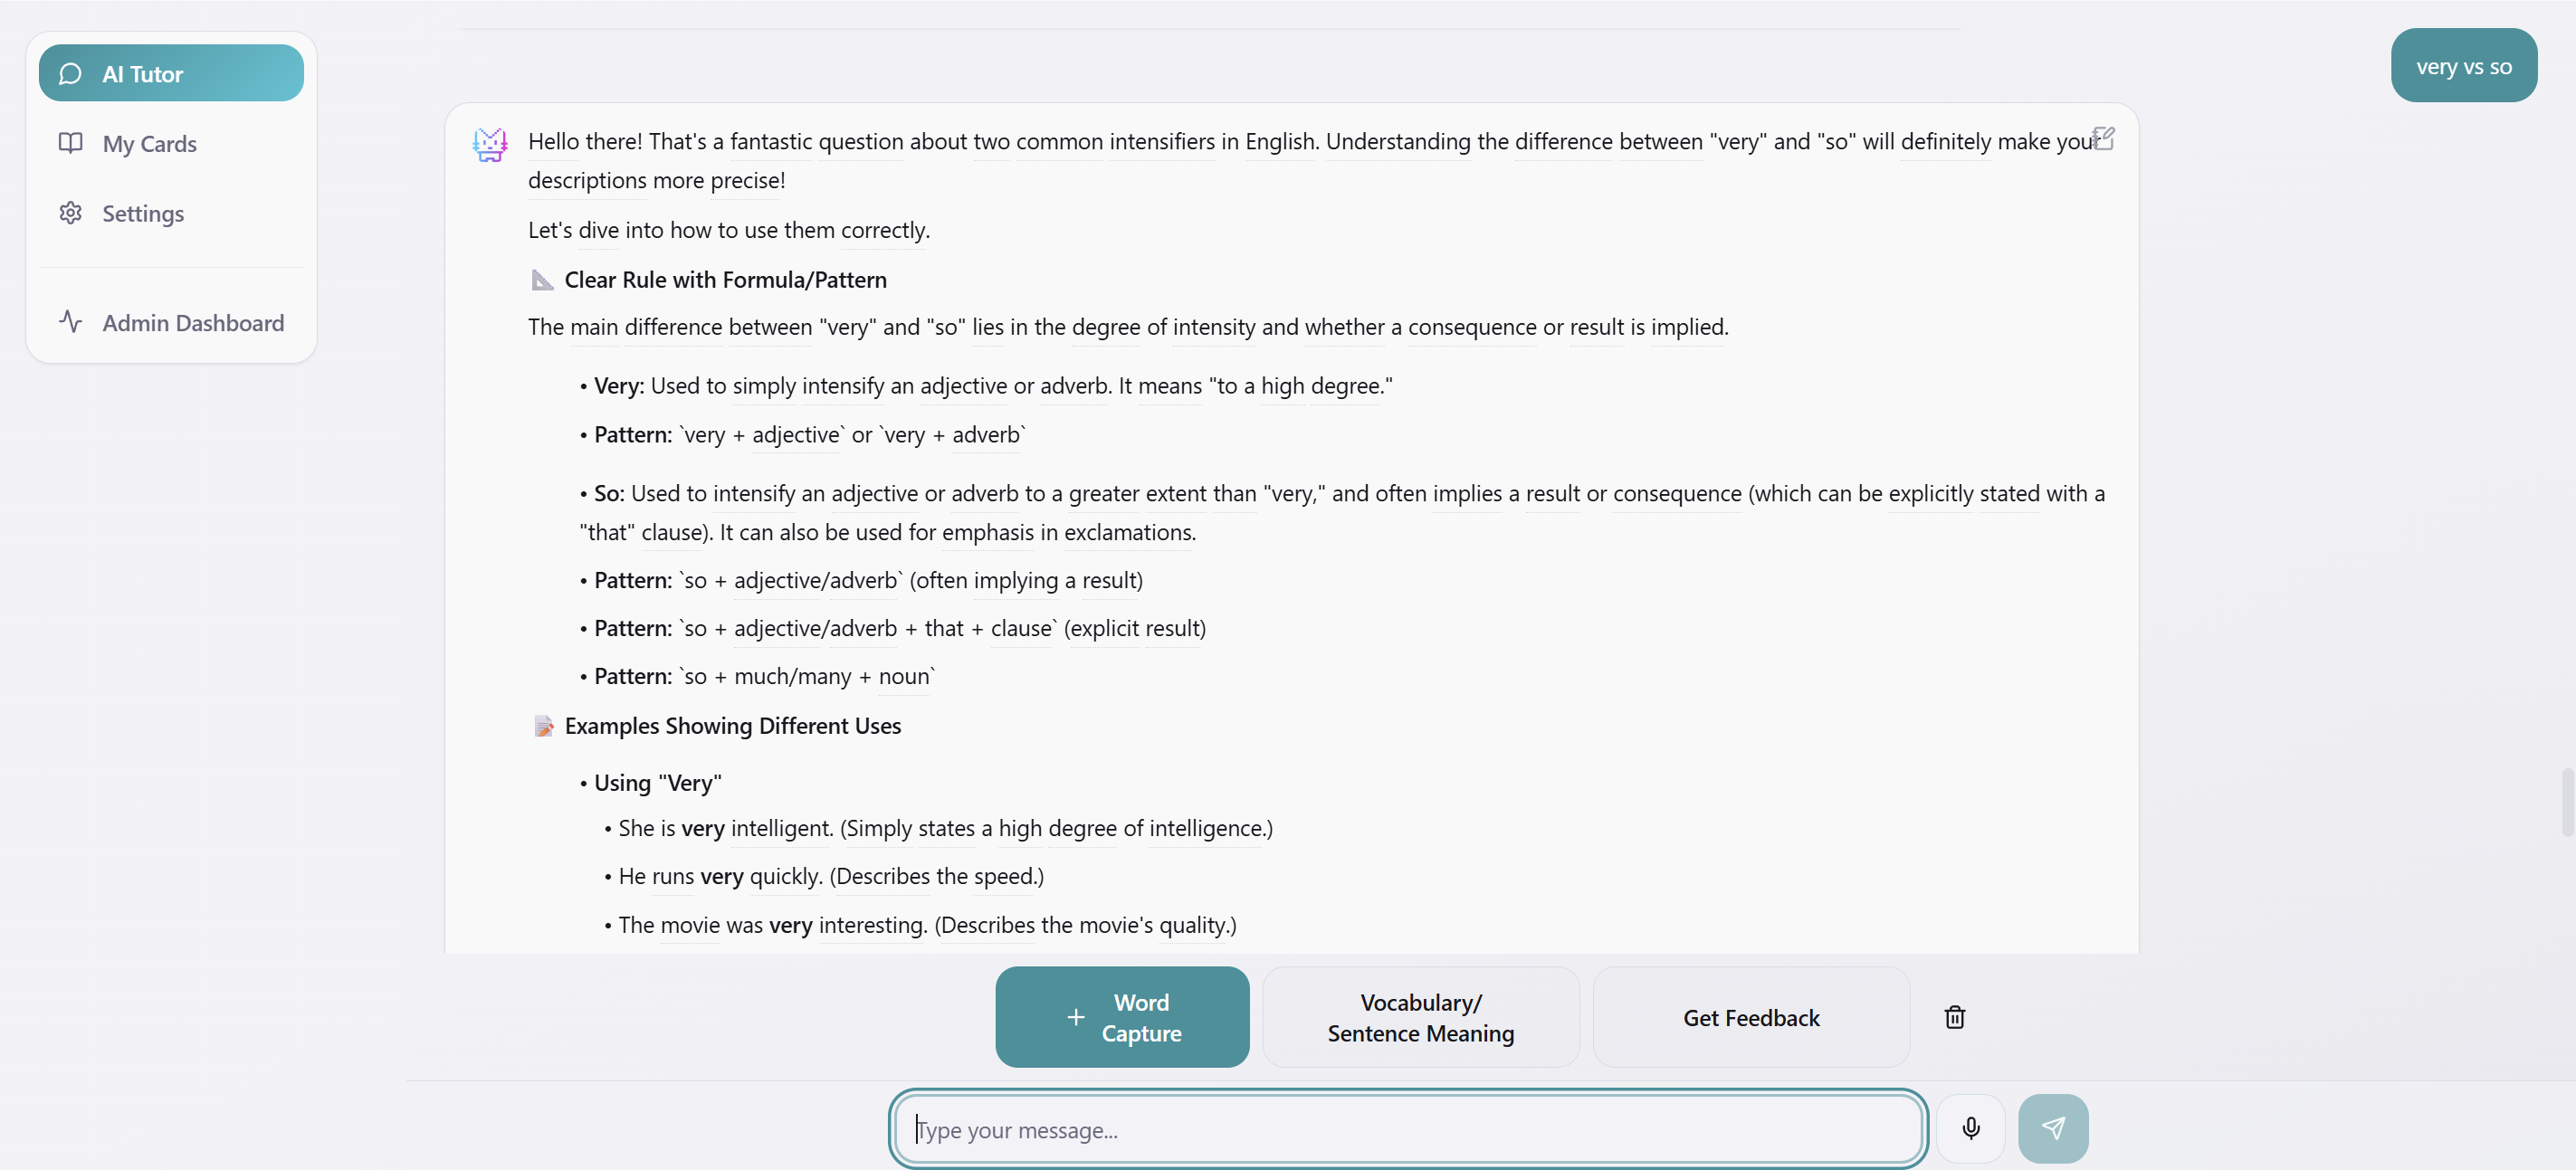 AI Tutor
My Cards
Settings
Admin Dashboard
very vs so
Hello there! That's a fantastic question about two common intensifiers in English. Understanding the difference between "very" and "so" will definitely make your
descriptions more precise!
Let's dive into how to use them correctly.
📐 Clear Rule with Formula/Pattern
The main difference between "very" and "so" lies in the degree of intensity and whether a consequence or result is implied.
• Very: Used to simply intensify an adjective or adverb. It means "to a high degree."
• Pattern: `very + adjective` or `very + adverb`
• So: Used to intensify an adjective or adverb to a greater extent than "very," and often implies a result or consequence (which can be explicitly stated with a
"that" clause). It can also be used for emphasis in exclamations.
• Pattern: `so + adjective/adverb` (often implying a result)
• Pattern: `so + adjective/adverb + that + clause` (explicit result)
• Pattern: `so + much/many + noun`
📝 Examples Showing Different Uses
• Using "Very"
• She is very intelligent. (Simply states a high degree of intelligence.)
• He runs very quickly. (Describes the speed.)
• The movie was very interesting. (Describes the movie's quality.)
+ Word
Capture
Vocabulary/
Sentence Meaning
Get Feedback
Type your message...